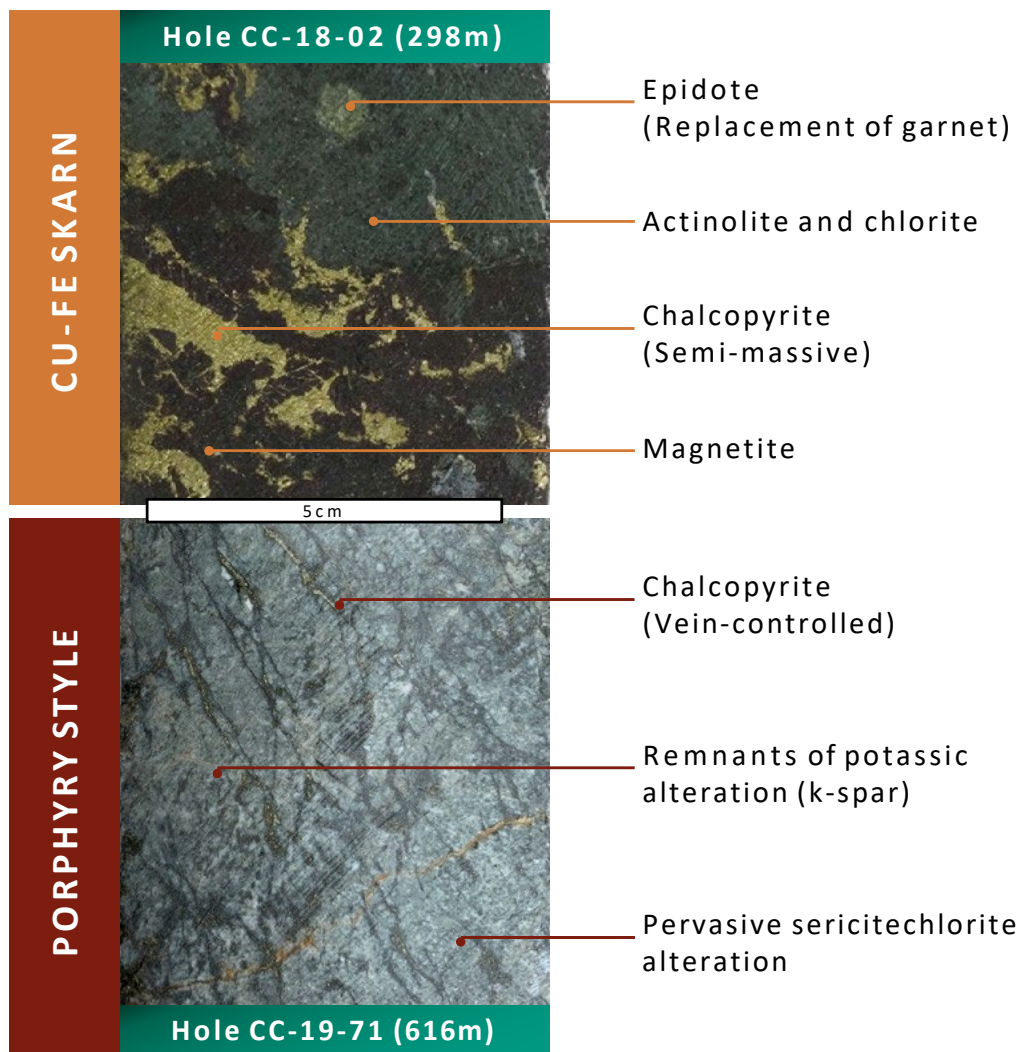 Hole CC-18-02 (298m)
CU-FE SKARN
Epidote
(Replacement of garnet)
Actinolite and chlorite
Chalcopyrite
(Semi-massive)
Magnetite
5cm
PORPHYRY STYLE
Chalcopyrite
(Vein-controlled)
Remnants of potassic
alteration (k-spar)
Pervasive sericitechlorite
alteration
Hole CC-19-71 (616m)